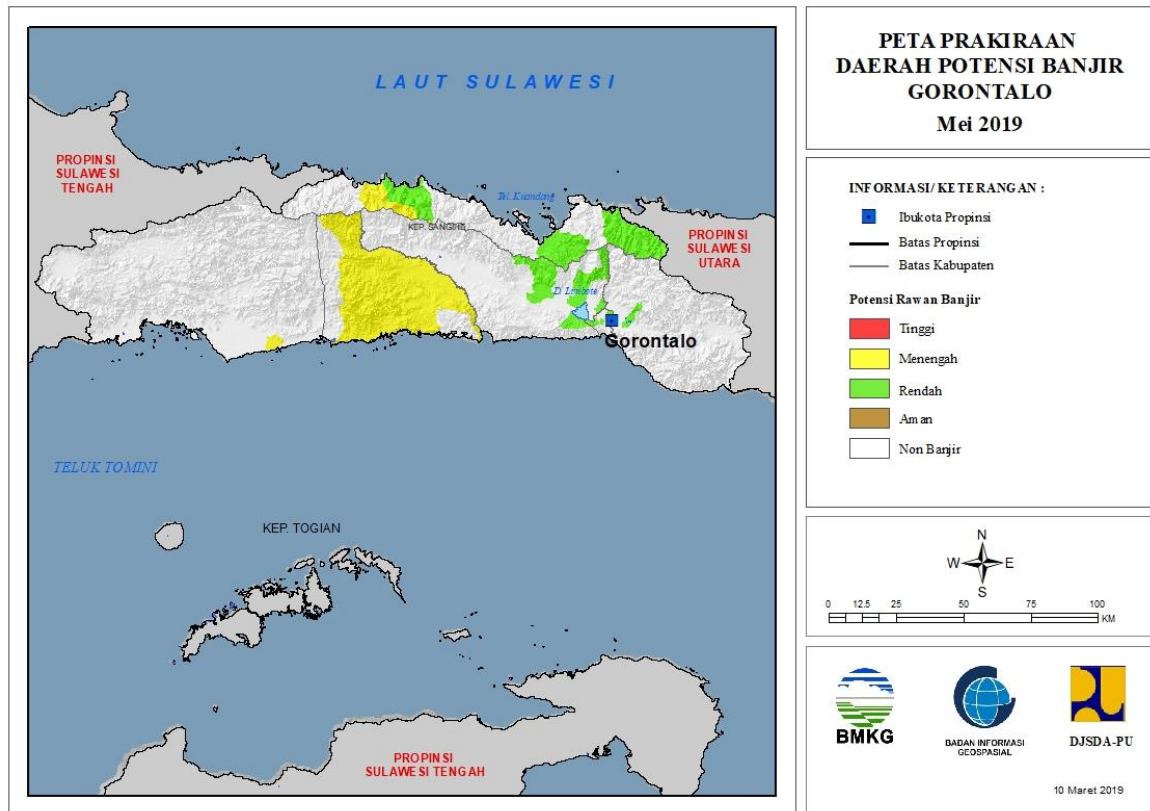 LAUT SULAWESI
PROPINSI
SULAWESI
TENGAH
Tel. Kuandang
KEP. SANGIHE
PROPINSI
SULAWESI
UTARA
D. Limboto
Gorontalo
TELUK TOMINI
KEP. TOGIAN
PROPINSI
SULAWESI TENGAH
PETA PRAKIRAAN
DAERAH POTENSI BANJIR
GORONTALO
Mei 2019
INFORMASI/ KETERANGAN :
Ibukota Propinsi
Batas Propinsi
Batas Kabupaten
Potensi Rawan Banjir
Tinggi
Menengah
Rendah
Aman
Non Banjir
N
W E
S
0 12.5 25 50 75 100
KM
BMKG
BADAN INFORMASI
GEOSPASIAL
DJSDA-PU
10 Maret 2019